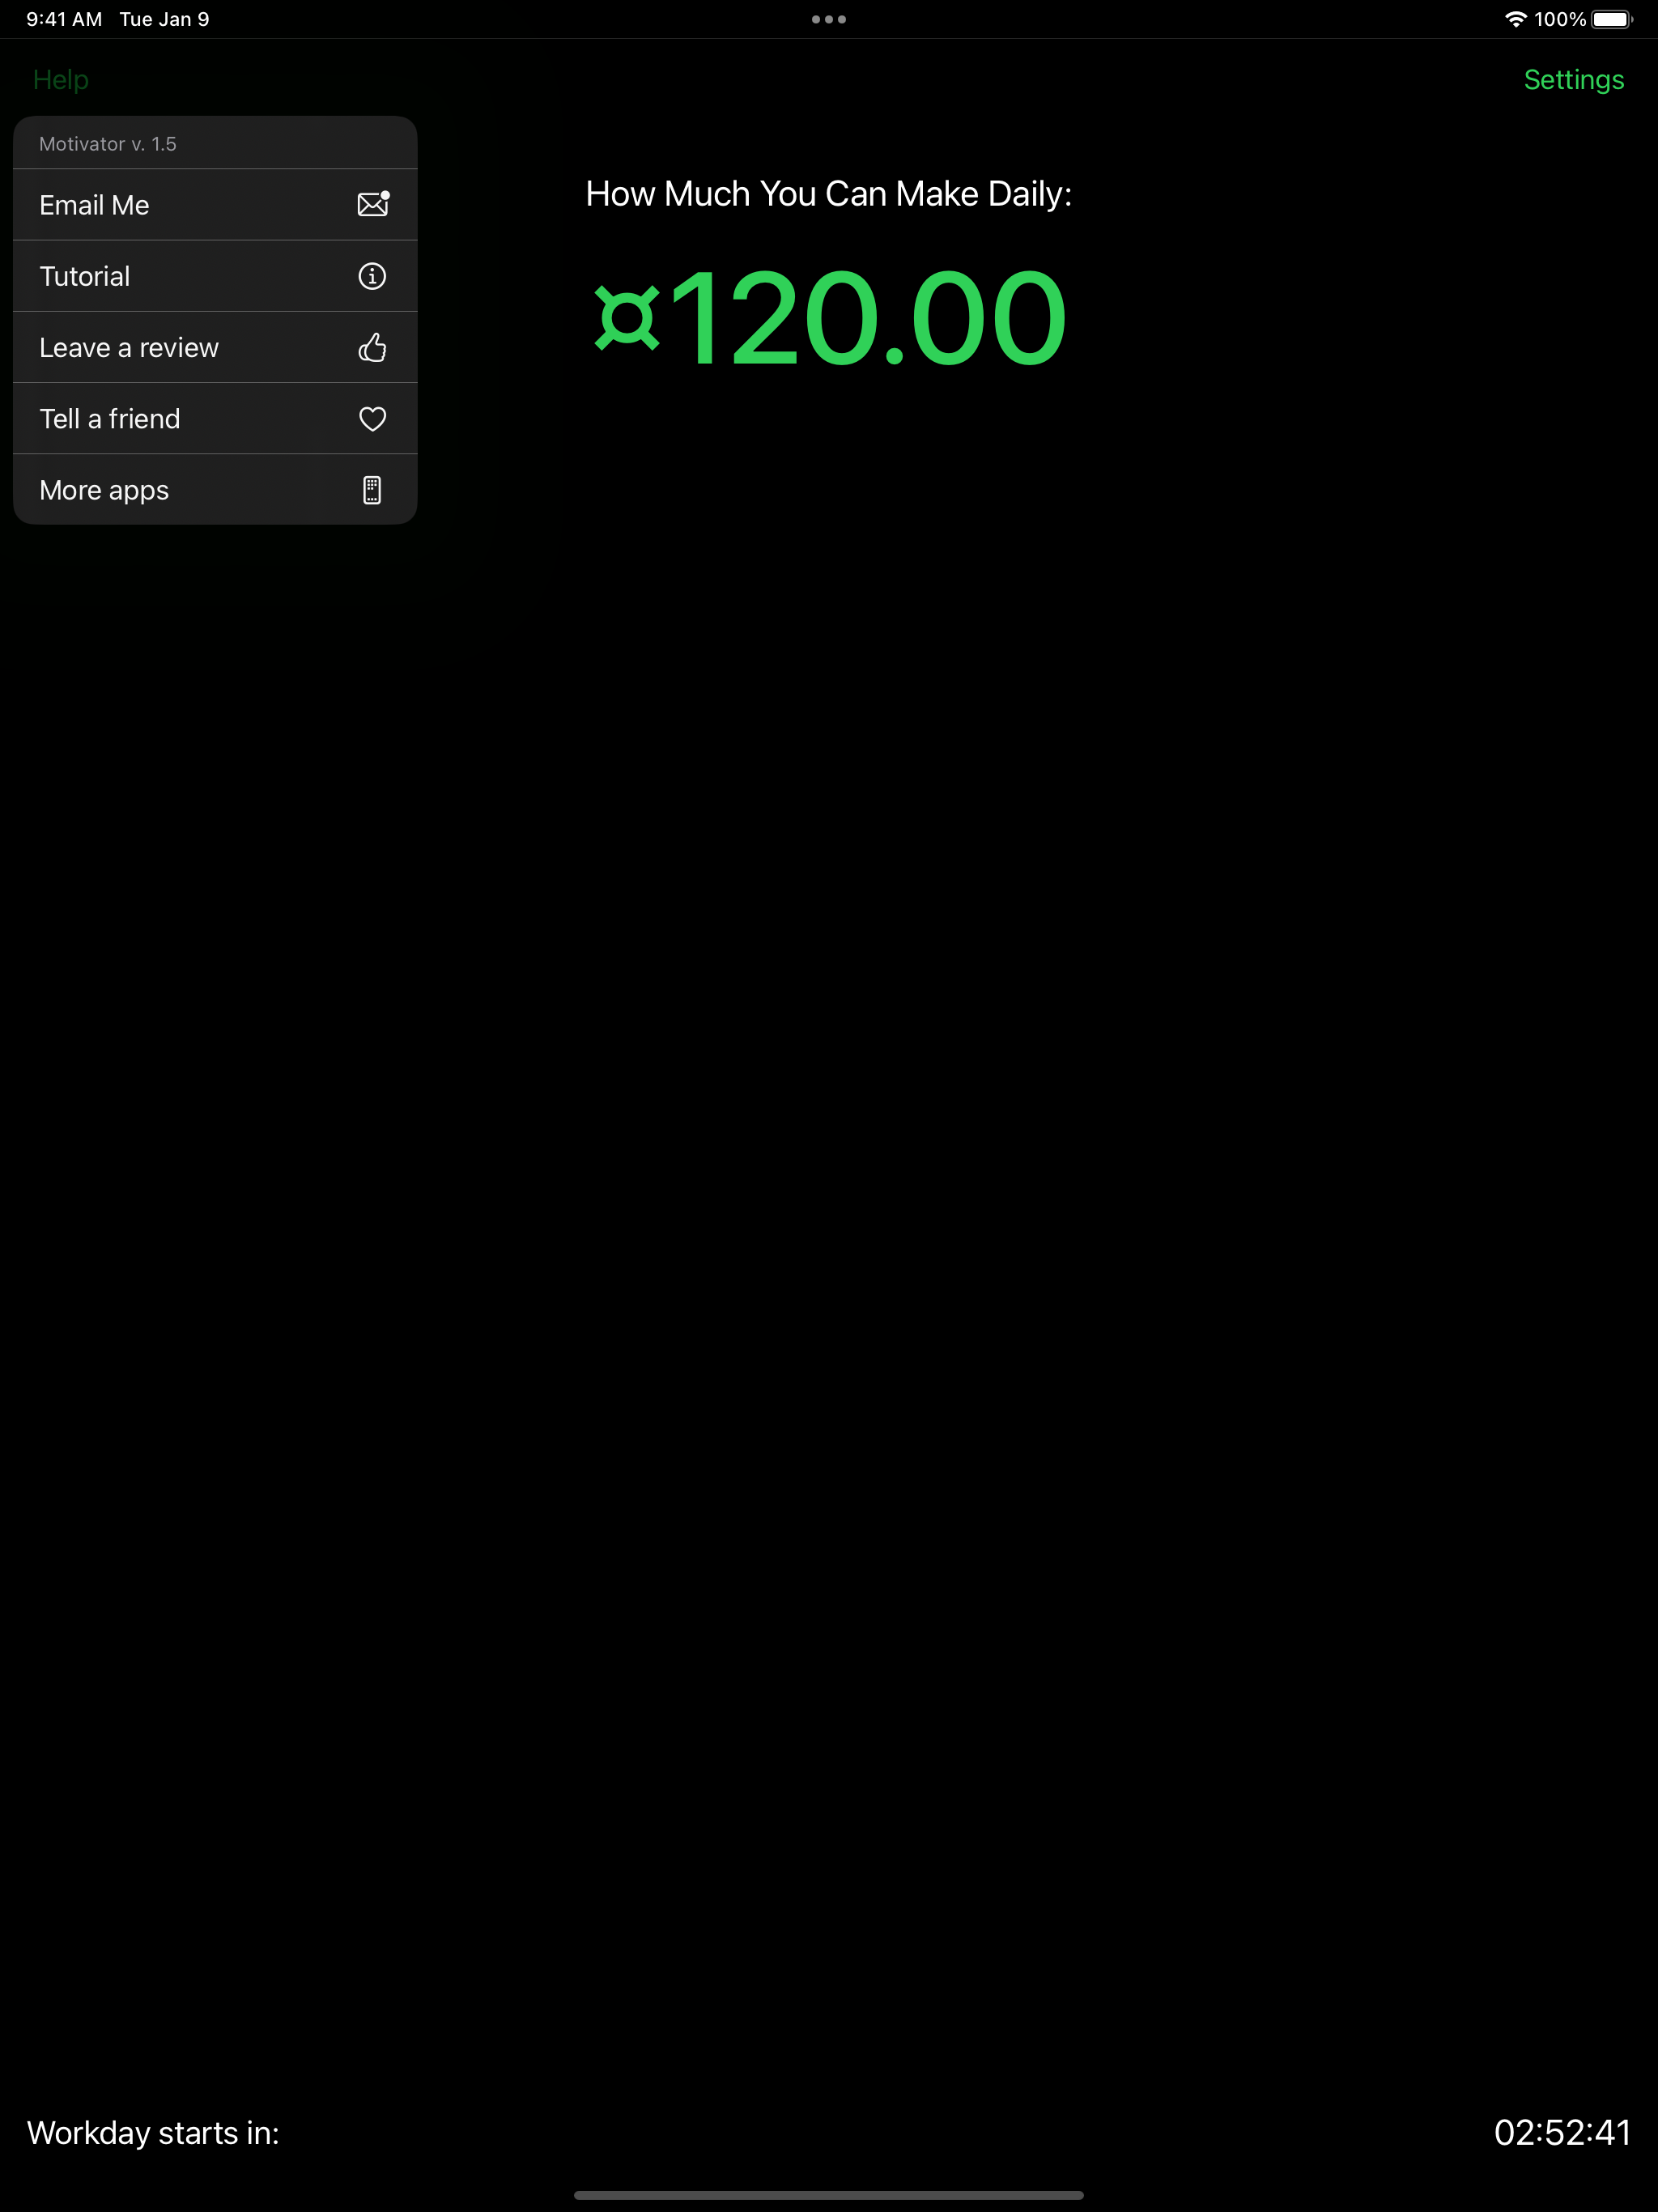 9:41 AM Tue Jan 9
100%
Help
Settings
Motivator v. 1.5
Email Me
Tutorial
Leave a review
Tell a friend
More apps
How Much You Can Make Daily:
¤120.00
Workday starts in:
02:52:41